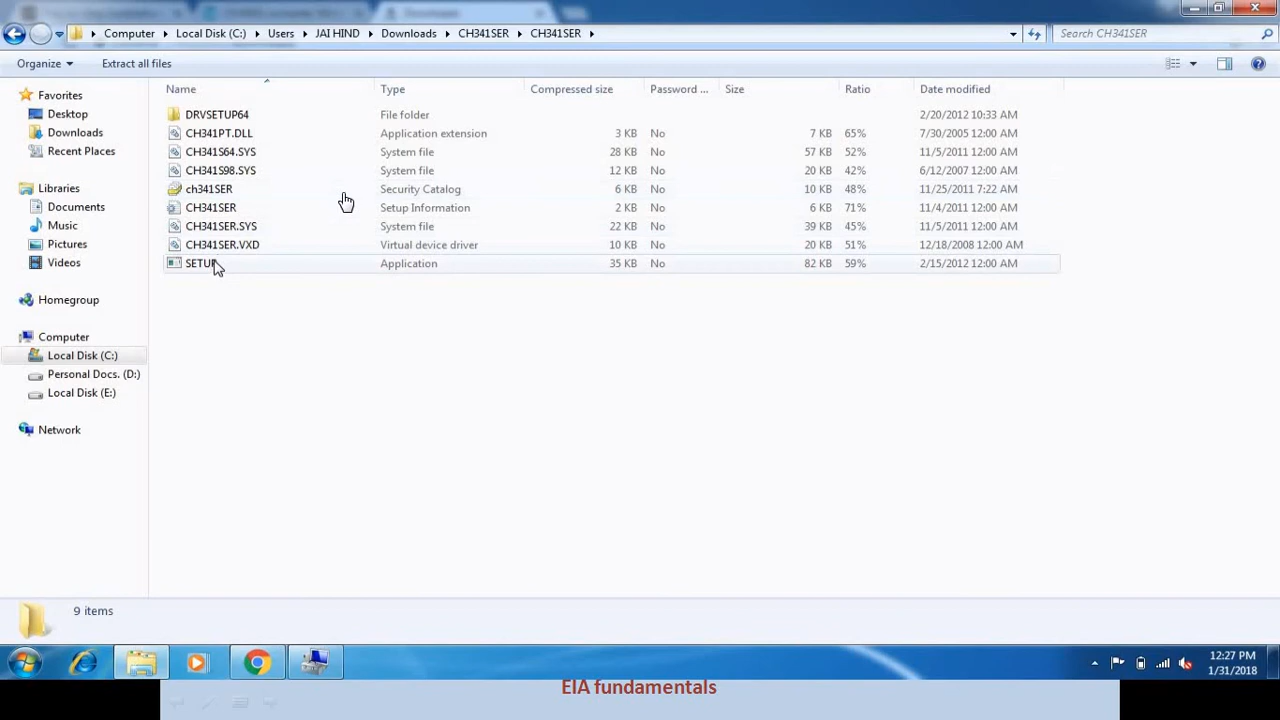 Computer Local Disk (C:) Users JAI HIND Downloads CH341SER CH341SER
Search CH341SER
Organize Extract all files
Name Type Compressed size Password ... Size Ratio Date modified
Favorites
Desktop
Downloads
Recent Places
Libraries
Documents
Music
Pictures
Videos
Homegroup
Computer
Local Disk (C:)
Personal Docs. (D:)
Local Disk (E:)
Network
DRVSETUP64 File folder 2/20/2012 10:33 AM
CH341PT.DLL Application extension 3 KB No 7 KB 65% 7/30/2005 12:00 AM
CH341S64.SYS System file 28 KB No 57 KB 52% 11/5/2011 12:00 AM
CH341S98.SYS System file 12 KB No 20 KB 42% 6/12/2007 12:00 AM
ch341SER Security Catalog 6 KB No 10 KB 48% 11/25/2011 7:22 AM
CH341SER Setup Information 2 KB No 6 KB 71% 11/4/2011 12:00 AM
CH341SER.SYS System file 22 KB No 39 KB 45% 11/5/2011 12:00 AM
CH341SER.VXD Virtual device driver 10 KB No 20 KB 51% 12/18/2008 12:00 AM
SETUP Application 35 KB No 82 KB 59% 2/15/2012 12:00 AM
9 items
12:27 PM
1/31/2018
EIA fundamentals